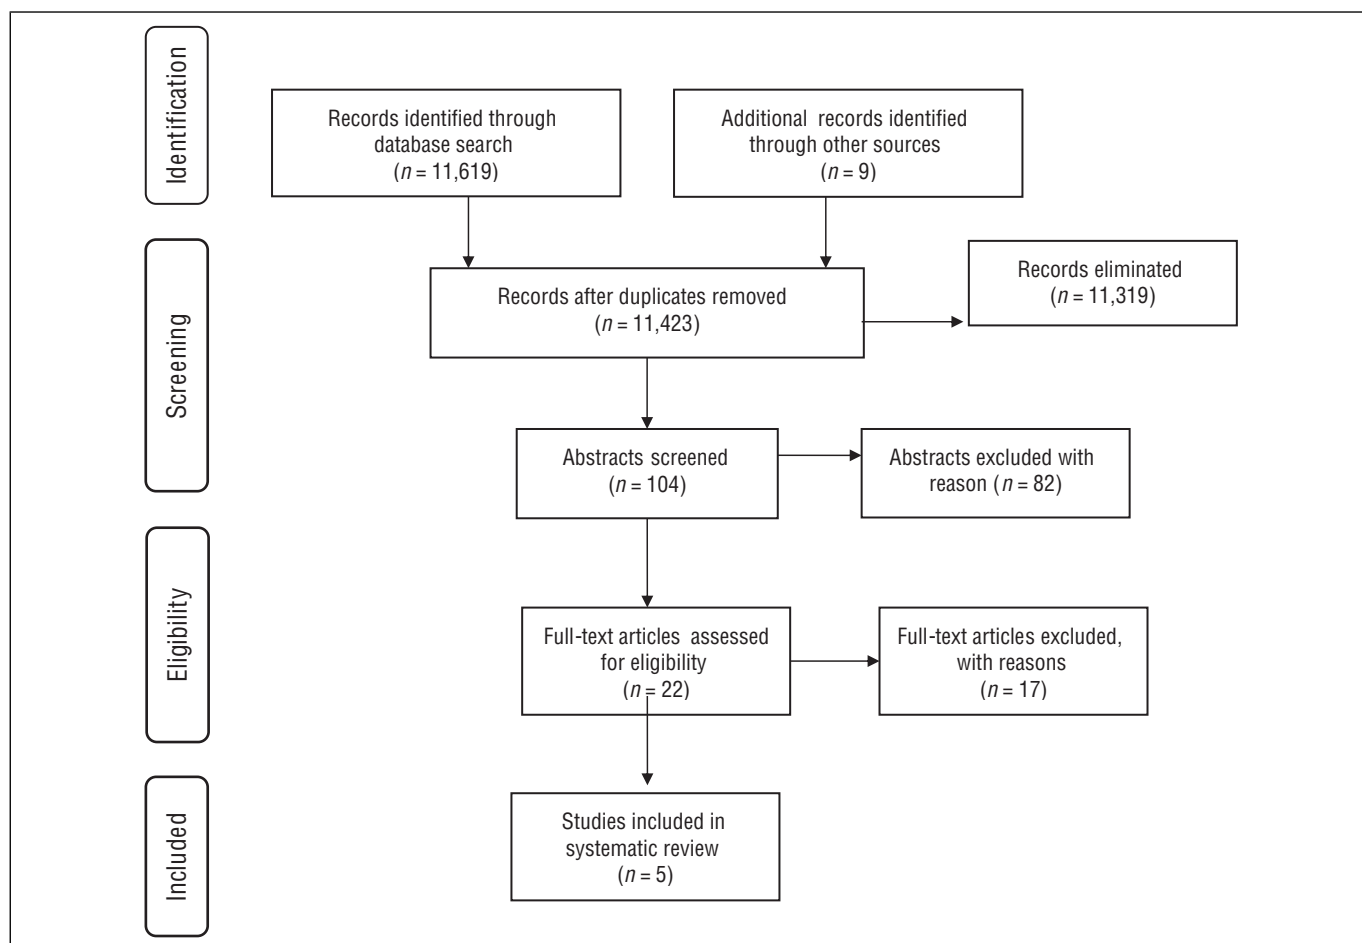 Identification
Records identified through
database search
(n = 11,619)
Additional records identified
through other sources
(n = 9)
Screening
Records after duplicates removed
(n = 11,423)
Records eliminated
(n = 11,319)
Abstracts screened
(n = 104)
Abstracts excluded with
reason (n = 82)
Eligibility
Full-text articles assessed
for eligibility
(n = 22)
Full-text articles excluded,
with reasons
(n = 17)
Included
Studies included in
systematic review
(n = 5)